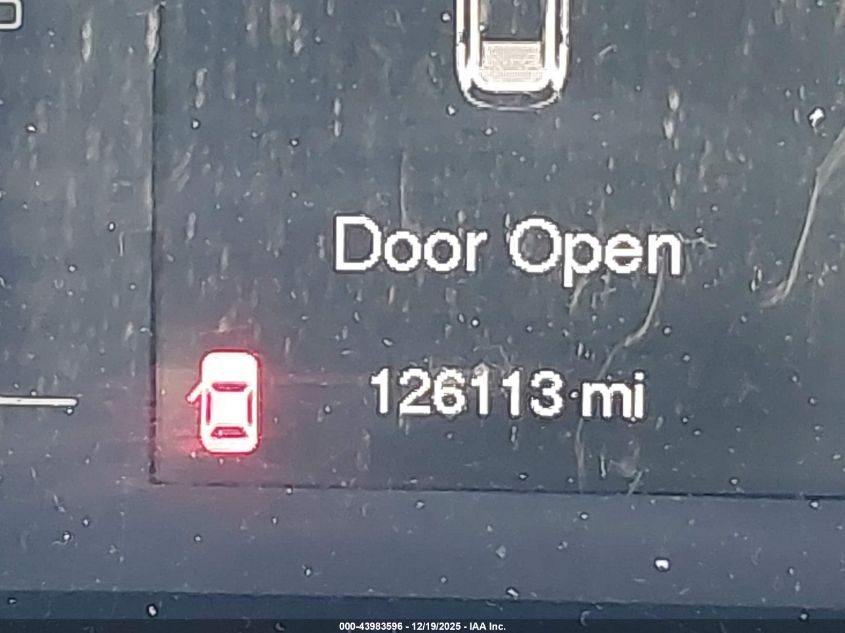 Door Open
126113 mi
000-43983596 - 12/19/2025 - IAA Inc.